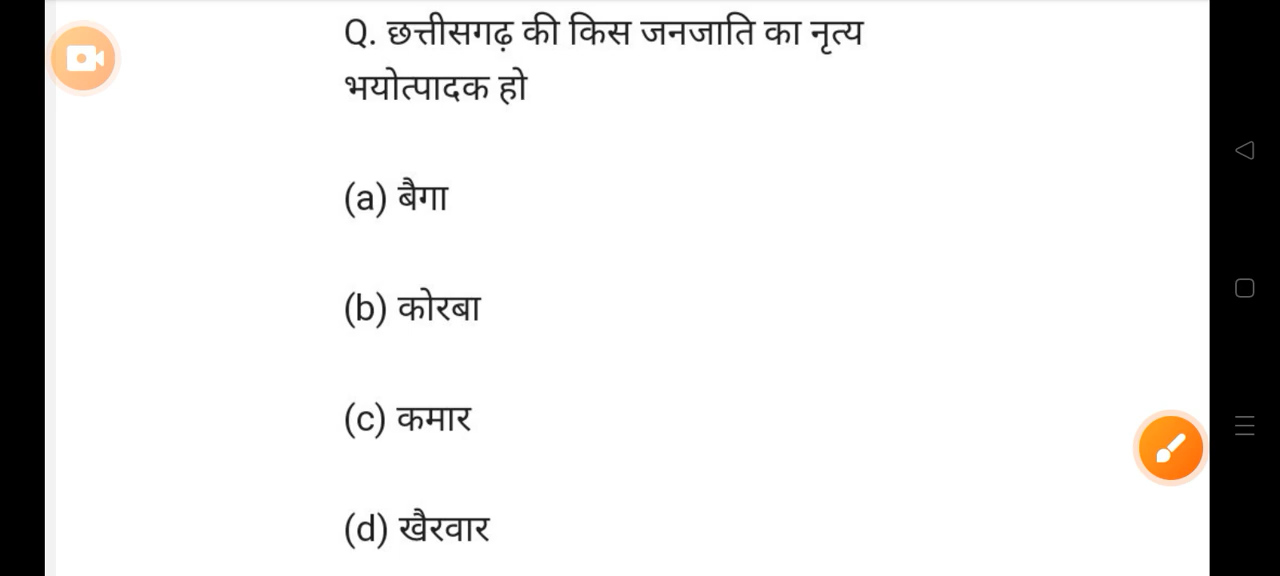 Q. छत्तीसगढ़ की किस जनजाति का नृत्य
भयोत्पादक हो
(a) बैगा
(b) कोरबा
(c) कमार
(d) खैरवार